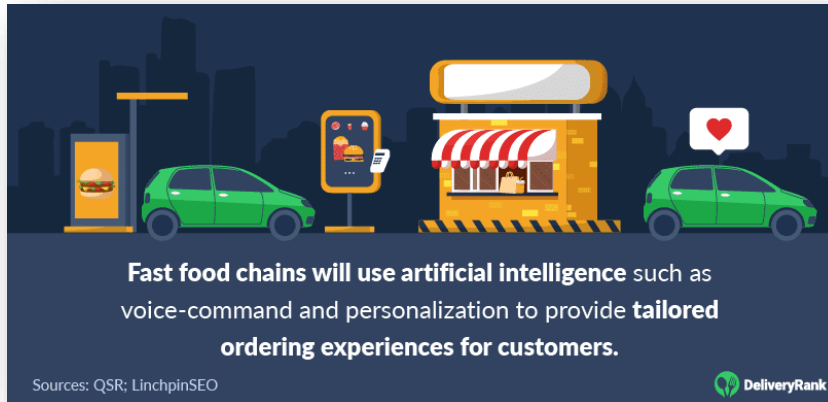 Fast food chains will use artificial intelligence such as
voice-command and personalization to provide tailored
ordering experiences for customers.
Sources: QSR; LinchpinSEO
DeliveryRank